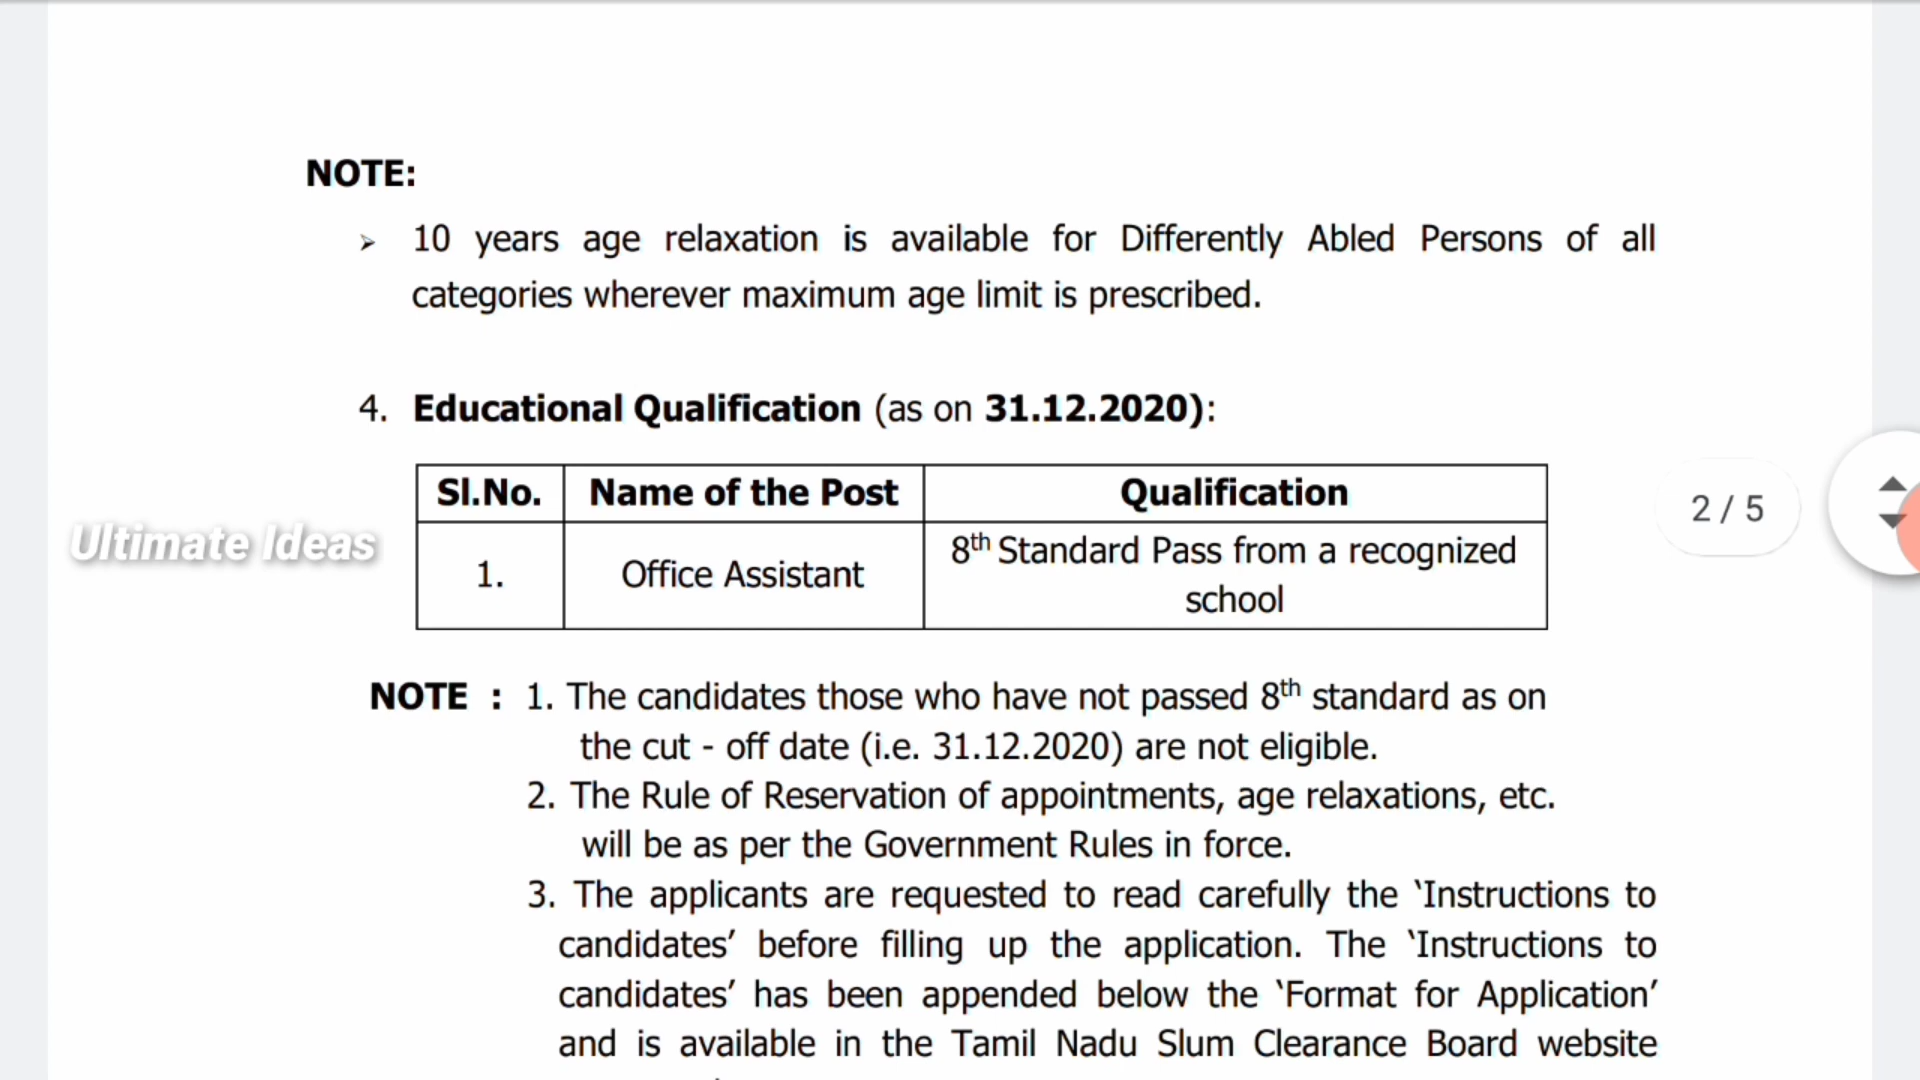 NOTE:
➢ 10 years age relaxation is available for Differently Abled Persons of all
categories wherever maximum age limit is prescribed.
4. Educational Qualification (as on 31.12.2020):
Sl.No. Name of the Post Qualification
1. Office Assistant 8th Standard Pass from a recognized
school
Ultimate Ideas
2 / 5
NOTE : 1. The candidates those who have not passed 8th standard as on
the cut - off date (i.e. 31.12.2020) are not eligible.
2. The Rule of Reservation of appointments, age relaxations, etc.
will be as per the Government Rules in force.
3. The applicants are requested to read carefully the ‘Instructions to
candidates’ before filling up the application. The ‘Instructions to
candidates’ has been appended below the ‘Format for Application’
and is available in the Tamil Nadu Slum Clearance Board website